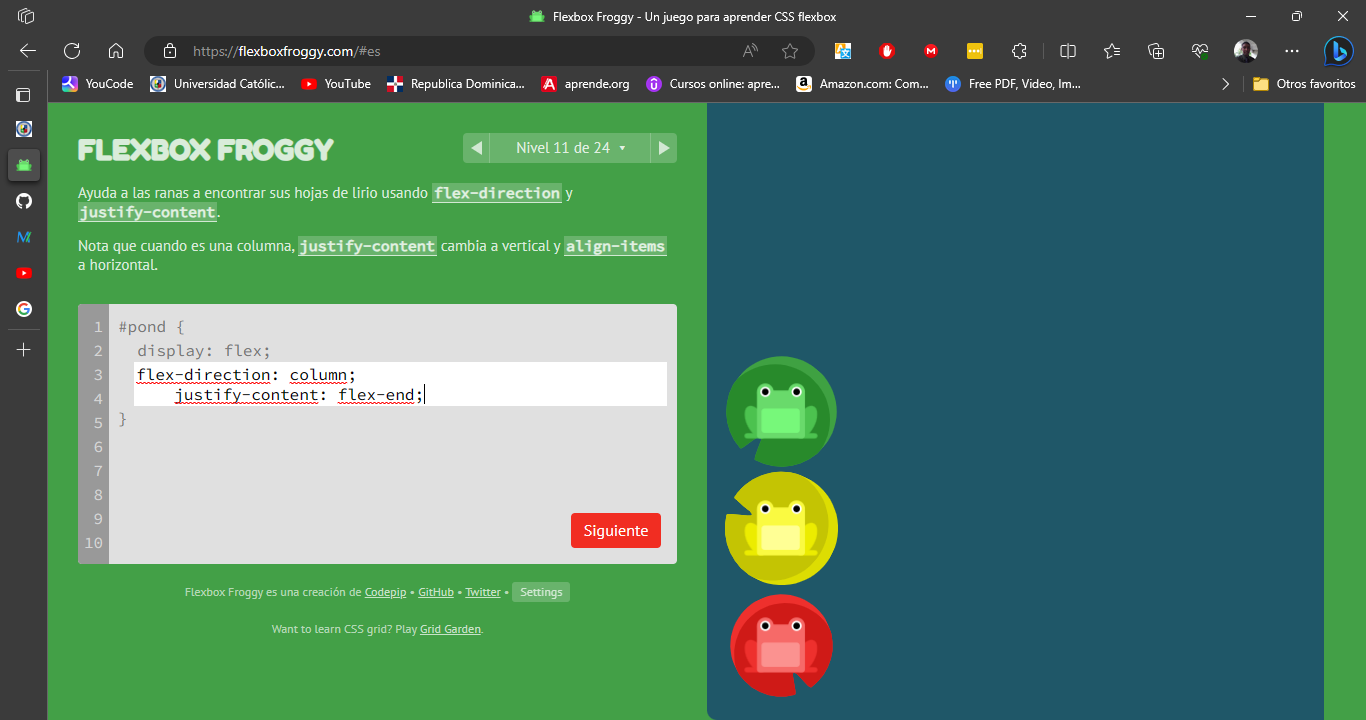 Flexbox Froggy - Un juego para aprender CSS flexbox
https://flexboxfroggy.com/#es
YouCode
Universidad Católic...
YouTube
Republica Dominica...
aprende.org
Cursos online: apre...
Amazon.com: Com...
Free PDF, Video, Im...
Otros favoritos
FLEXBOX FROGGY
Nivel 11 de 24
Ayuda a las ranas a encontrar sus hojas de lirio usando flex-direction y
justify-content.
Nota que cuando es una columna, justify-content cambia a vertical y align-items
a horizontal.
1 #pond {
2 display: flex;
3 flex-direction: column;
4 justify-content: flex-end;
5 }
6
7
8
9
10
Siguiente
Flexbox Froggy es una creación de Codepip • GitHub • Twitter • Settings
Want to learn CSS grid? Play Grid Garden.